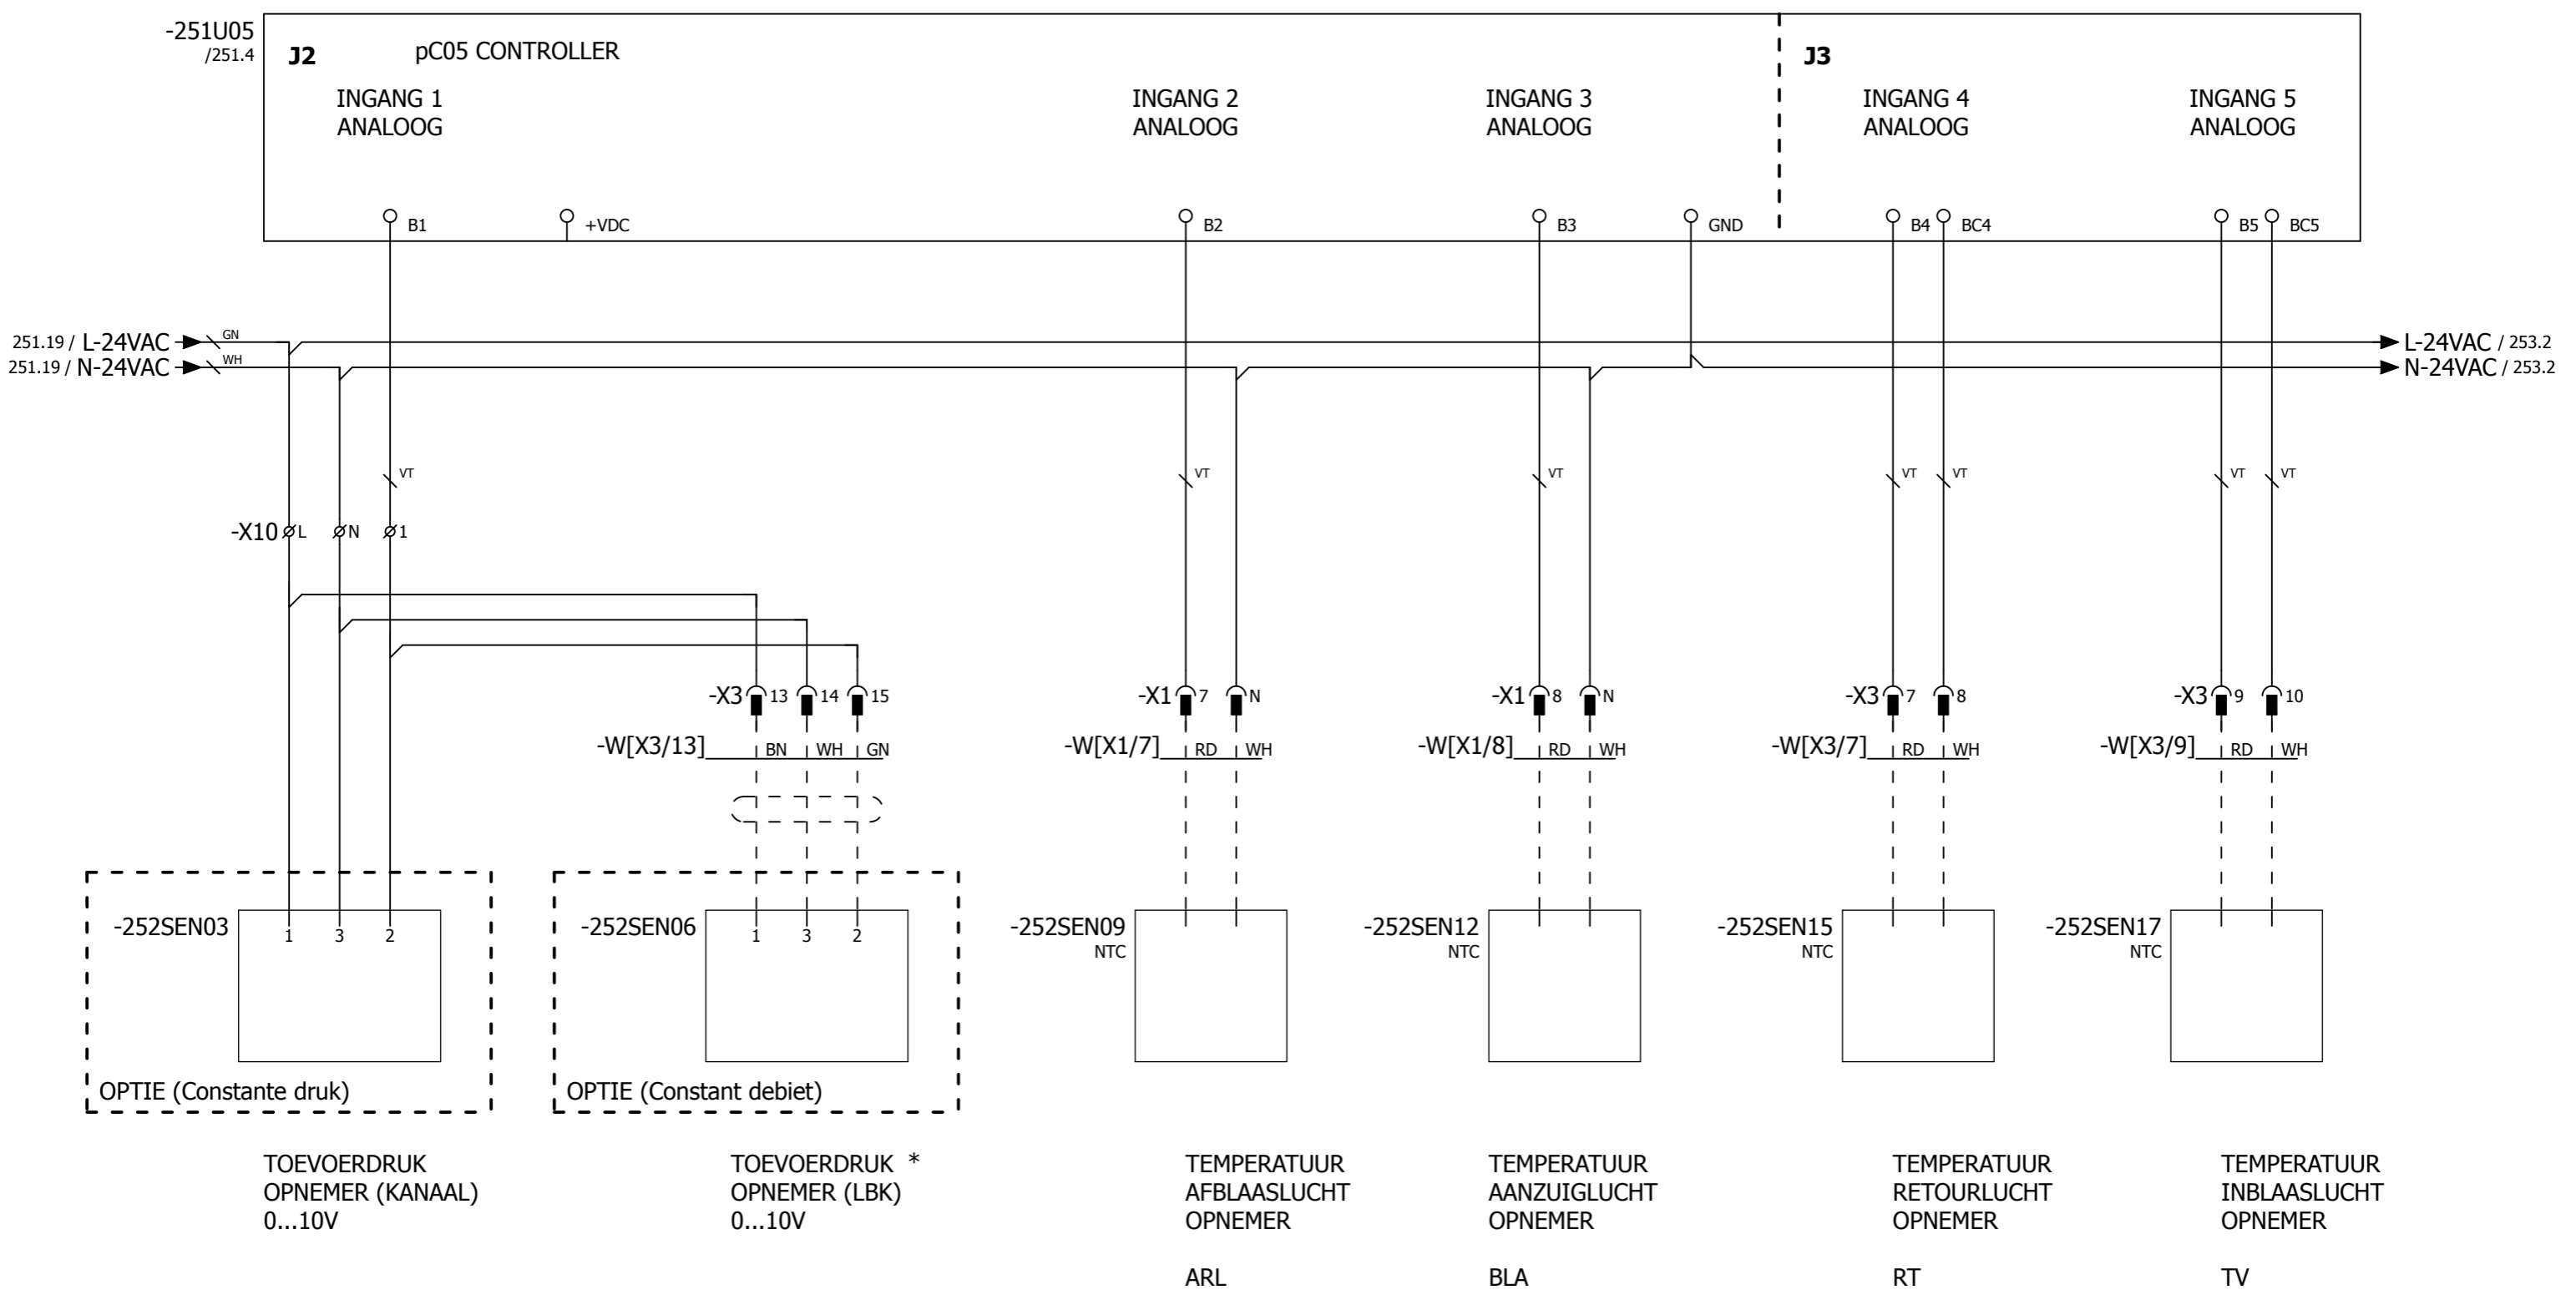 -251U05
/251.4
J2
pC05 CONTROLLER
J3
INGANG 1
ANALOOG
INGANG 2
ANALOOG
INGANG 3
ANALOOG
INGANG 4
ANALOOG
INGANG 5
ANALOOG
B1
+VDC
B2
B3
GND
B4
BC4
B5
BC5
251.19 / L-24VAC
GN
L-24VAC / 253.2
251.19 / N-24VAC
WH
N-24VAC / 253.2
VT
VT
VT
VT
VT
VT
VT
-X10
L
N
1
-X3
13
14
15
-X1
7
N
-X1
8
N
-X3
7
8
-X3
9
10
-W[X3/13]
BN
WH
GN
-W[X1/7]
RD
WH
-W[X1/8]
RD
WH
-W[X3/7]
RD
WH
-W[X3/9]
RD
WH
-252SEN03
1
3
2
-252SEN06
1
3
2
-252SEN09
NTC
-252SEN12
NTC
-252SEN15
NTC
-252SEN17
NTC
OPTIE (Constante druk)
OPTIE (Constant debiet)
TOEVOERDRUK
OPNEMER (KANAAL)
0...10V
TOEVOERDRUK *
OPNEMER (LBK)
0...10V
TEMPERATUUR
AFBLAASLUCHT
OPNEMER
ARL
TEMPERATUUR
AANZUIGLUCHT
OPNEMER
BLA
TEMPERATUUR
RETOURLUCHT
OPNEMER
RT
TEMPERATUUR
INBLAASLUCHT
OPNEMER
TV